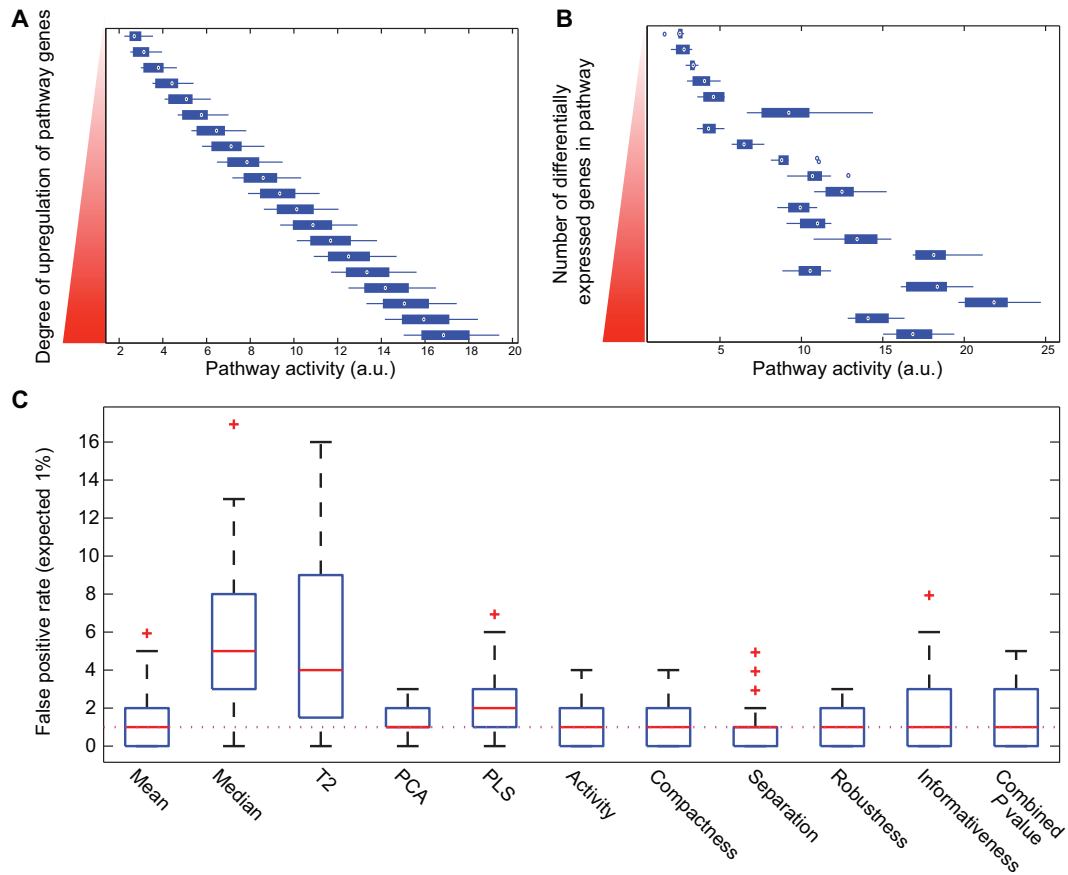 A
Degree of upregulation of pathway genes
2 4 6 8 10 12 14 16 18 20
Pathway activity (a.u.)
B
Number of differentially
expressed genes in pathway
5 10 15 20 25
Pathway activity (a.u.)
C
False positive rate (expected 1%)
16
14
12
10
8
6
4
2
0
Mean
Median
T2
PCA
PLS
Activity
Compactness
Separation
Robustness
Informativeness
Combined
P value